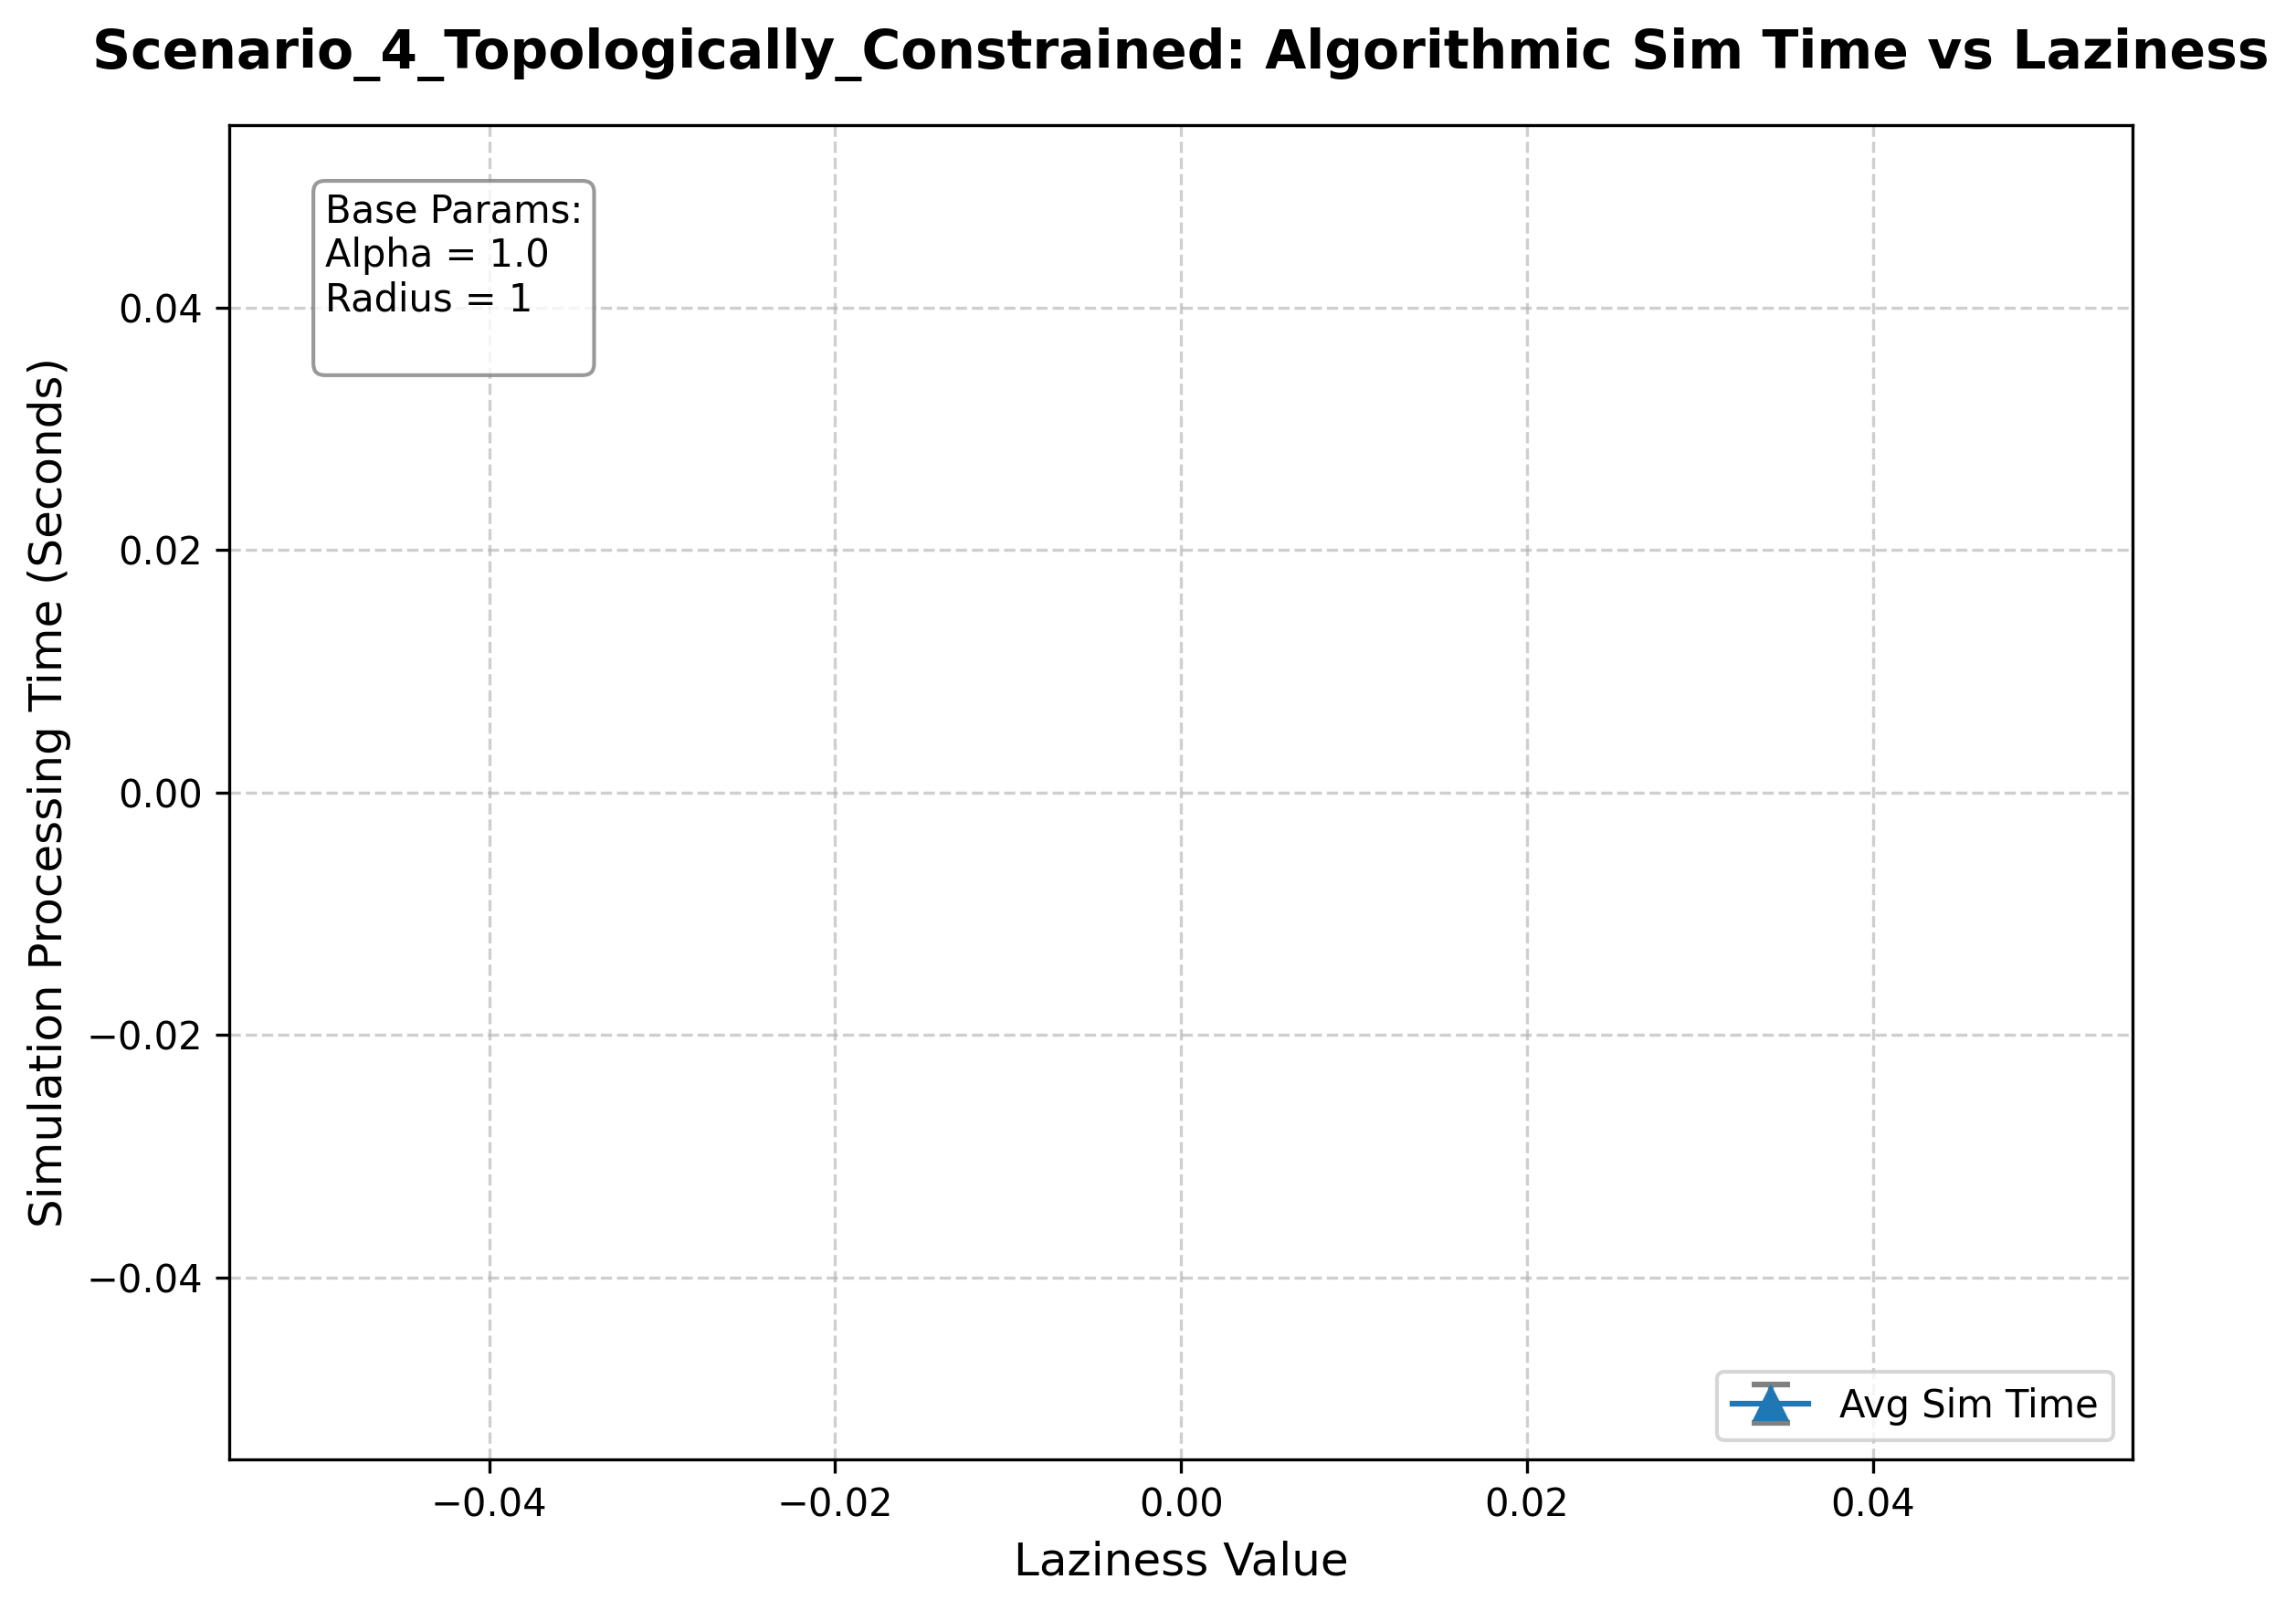 Scenario_4_Topologically_Constrained: Algorithmic Sim Time vs Laziness
Base Params:
Alpha = 1.0
Radius = 1
Simulation Processing Time (Seconds)
0.04
0.02
0.00
−0.02
−0.04
Avg Sim Time
−0.04
−0.02
0.00
0.02
0.04
Laziness Value